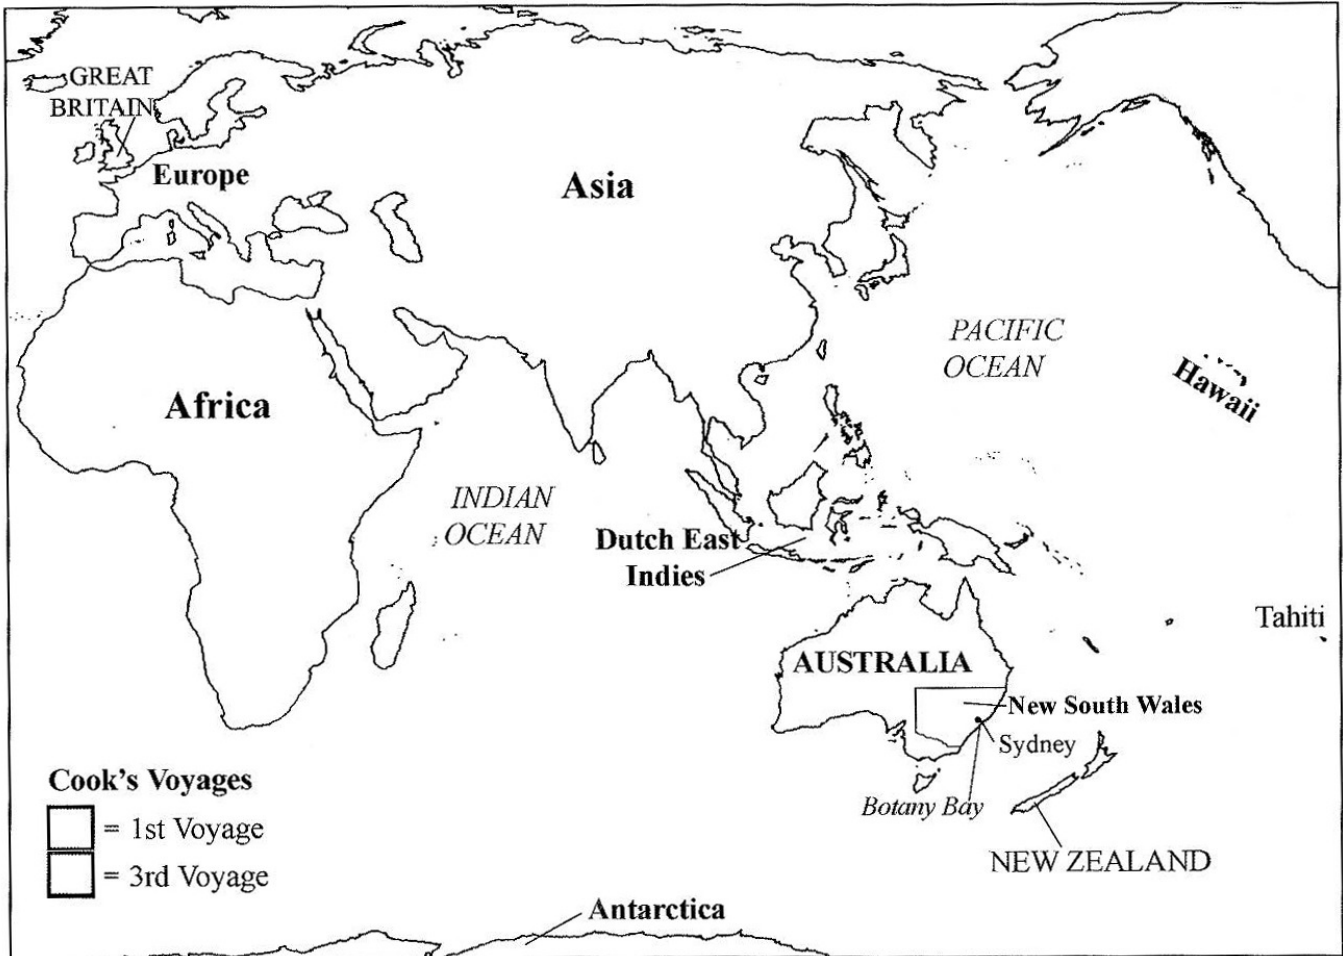 GREAT
BRITAIN
Europe
Asia
PACIFIC
OCEAN
Hawaii
Africa
INDIAN
OCEAN
Dutch East
Indies
Tahiti
AUSTRALIA
New South Wales
Sydney
Botany Bay
NEW ZEALAND
Cook's Voyages
= 1st Voyage
= 3rd Voyage
Antarctica